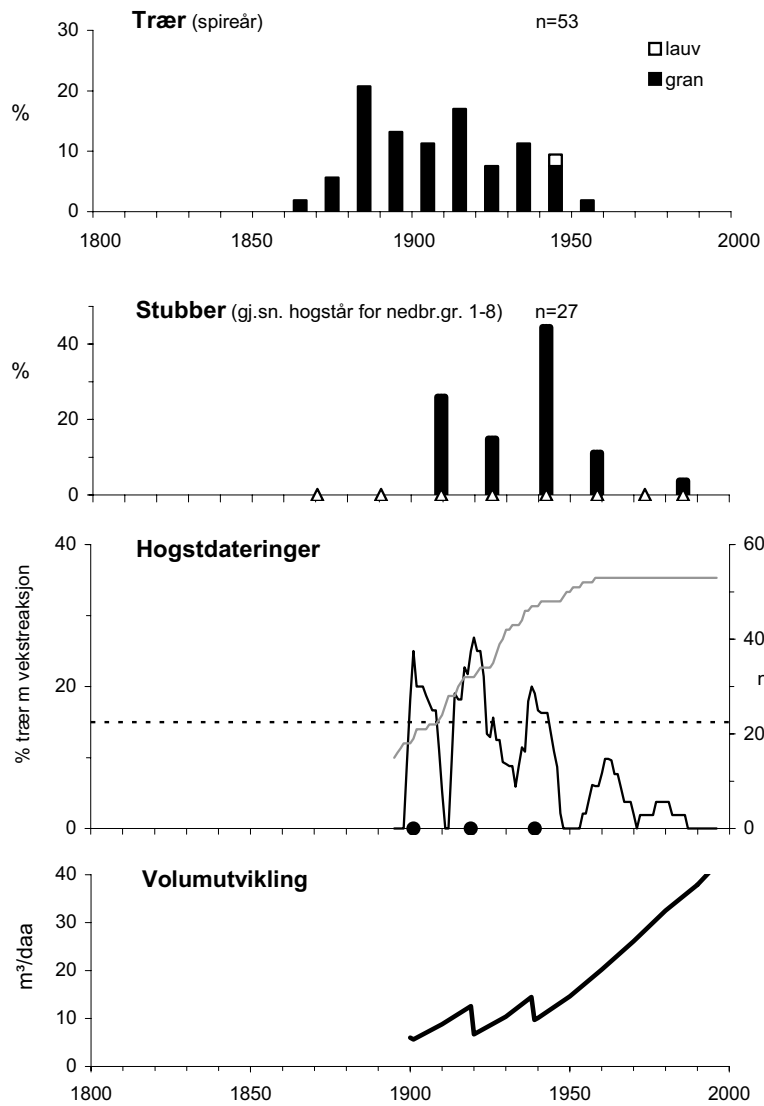 Trær (spireår) n=53
30
lauv
gran
20
%
10
0
1800 1850 1900 1950 2000
Stubber (gj.sn. hogstår for nedbr.gr. 1-8) n=27
40
%
20
0
40 Hogstdateringer 60
% trær m vekstreaksjon
40
20 n
20
0 0
40
Volumutvikling
30
m³/daa
20
10
0
1800 1850 1900 1950 2000